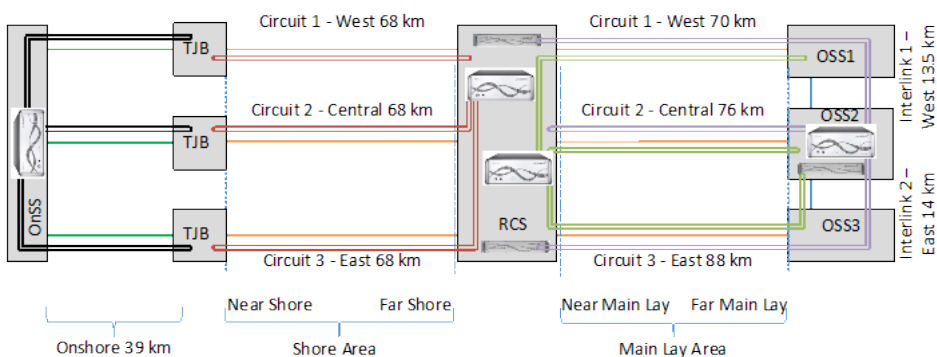 Circuit 1 - West 68 km
Circuit 1 - West 70 km
TJB
OSS1
Interlink 1 –
West 13.5 km
Circuit 2 - Central 68 km
Circuit 2 - Central 76 km
OSS2
TJB
OnSS
RCS
TJB
OSS3
Interlink 2 –
East 14 km
Circuit 3 - East 68 km
Circuit 3 - East 88 km
Near Shore
Far Shore
Near Main Lay
Far Main Lay
Onshore 39 km
Shore Area
Main Lay Area